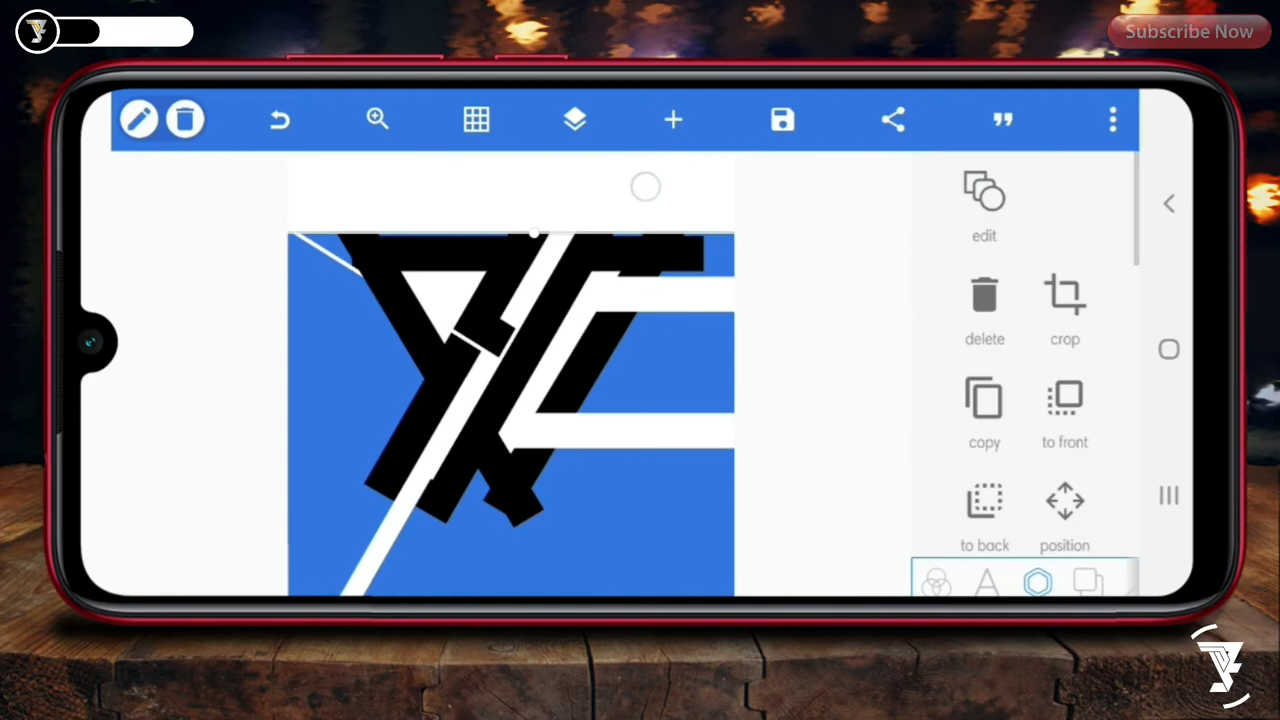 Subscribe Now
edit
delete crop
copy to front
to back position